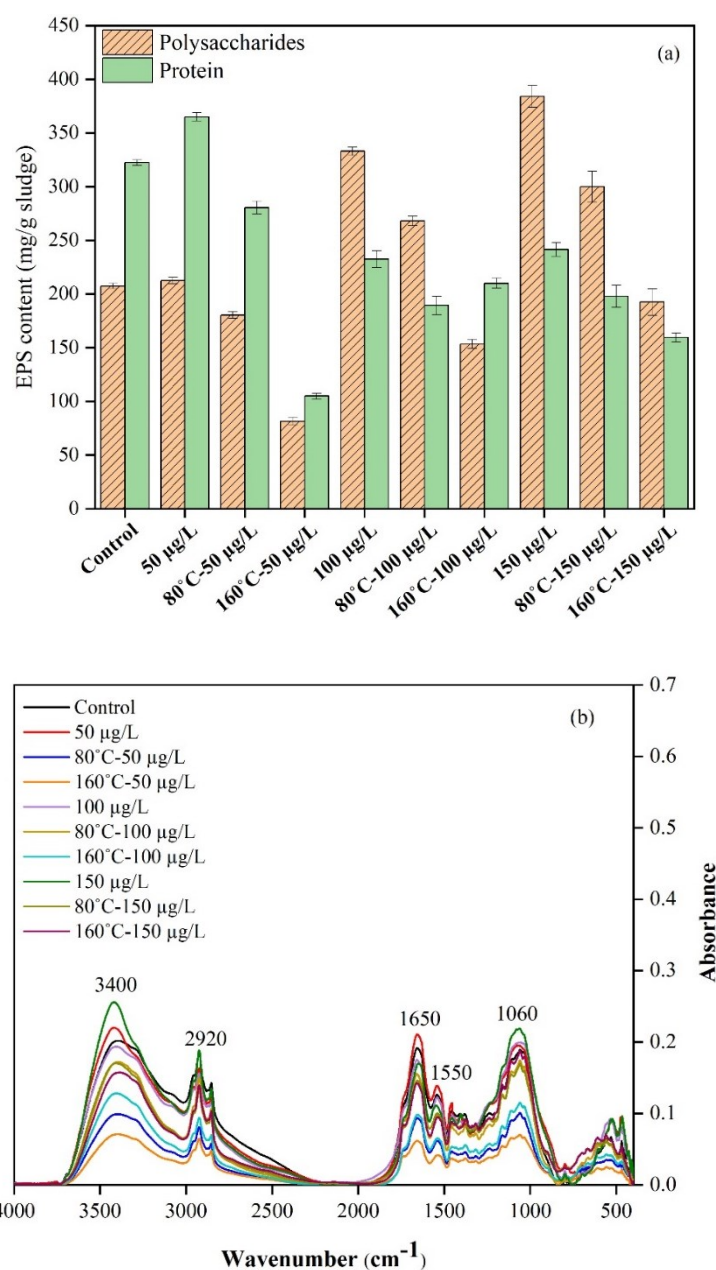 450
400
350
300
250
200
150
100
50
0
EPS content (mg/g sludge)
Polysaccharides
Protein
(a)
Control
50 µg/L
80˚C-50 µg/L
160˚C-50 µg/L
100 µg/L
80˚C-100 µg/L
160˚C-100 µg/L
150 µg/L
80˚C-150 µg/L
160˚C-150 µg/L
Control
50 µg/L
80˚C-50 µg/L
160˚C-50 µg/L
100 µg/L
80˚C-100 µg/L
160˚C-100 µg/L
150 µg/L
80˚C-150 µg/L
160˚C-150 µg/L
(b)
0.7
0.6
0.5
0.4
0.3
0.2
0.1
0.0
Absorbance
3400
2920
1650
1550
1060
4000 3500 3000 2500 2000 1500 1000 500
Wavenumber (cm-1)